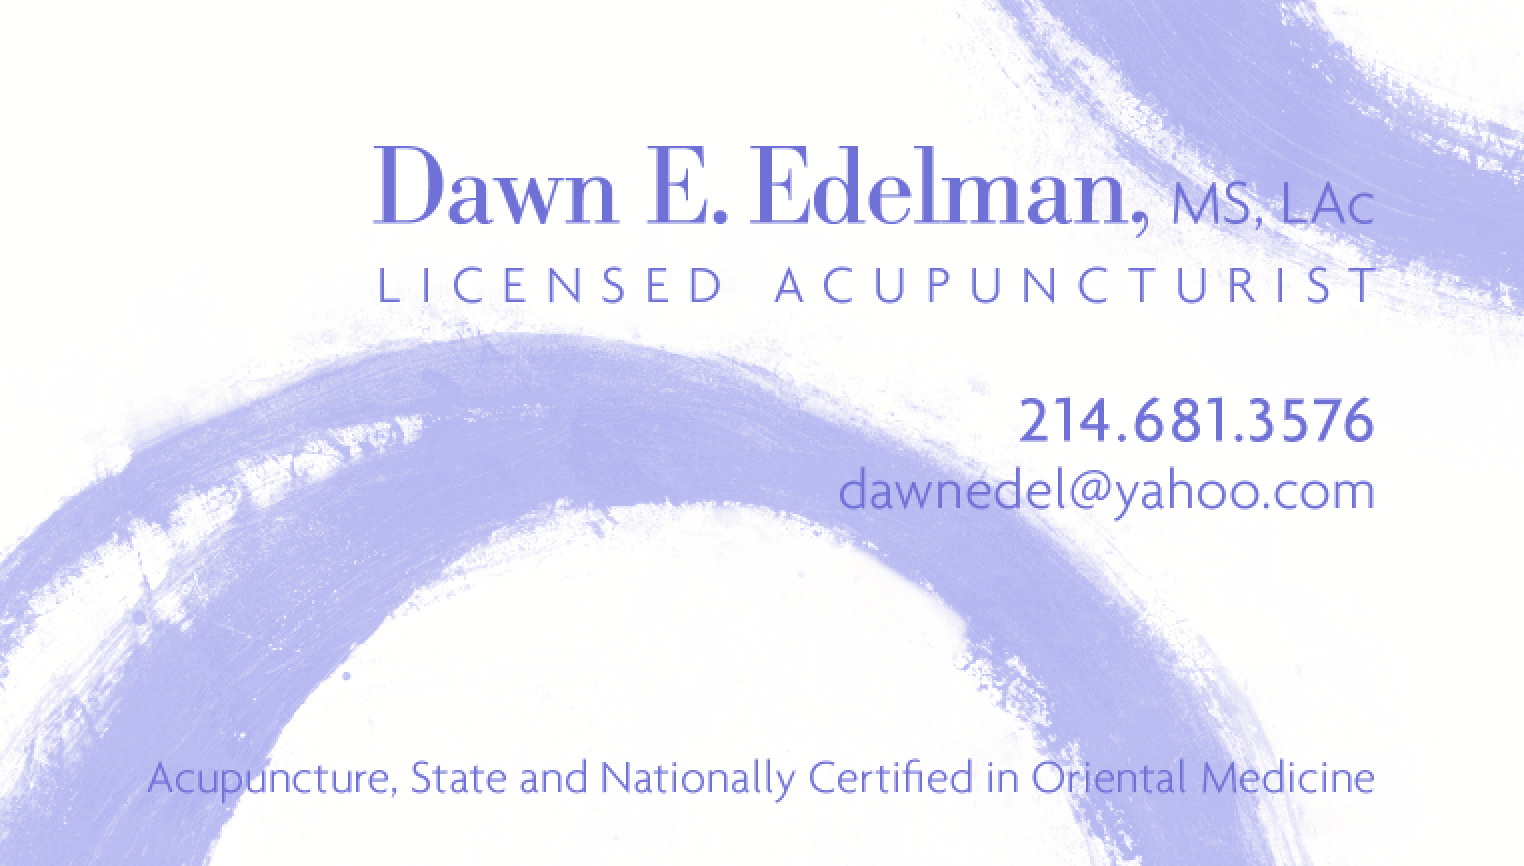 Dawn E. Edelman, MS, LAc
LICENSED ACUPUNCTURIST
214.681.3576
dawnedel@yahoo.com
Acupuncture, State and Nationally Certified in Oriental Medicine